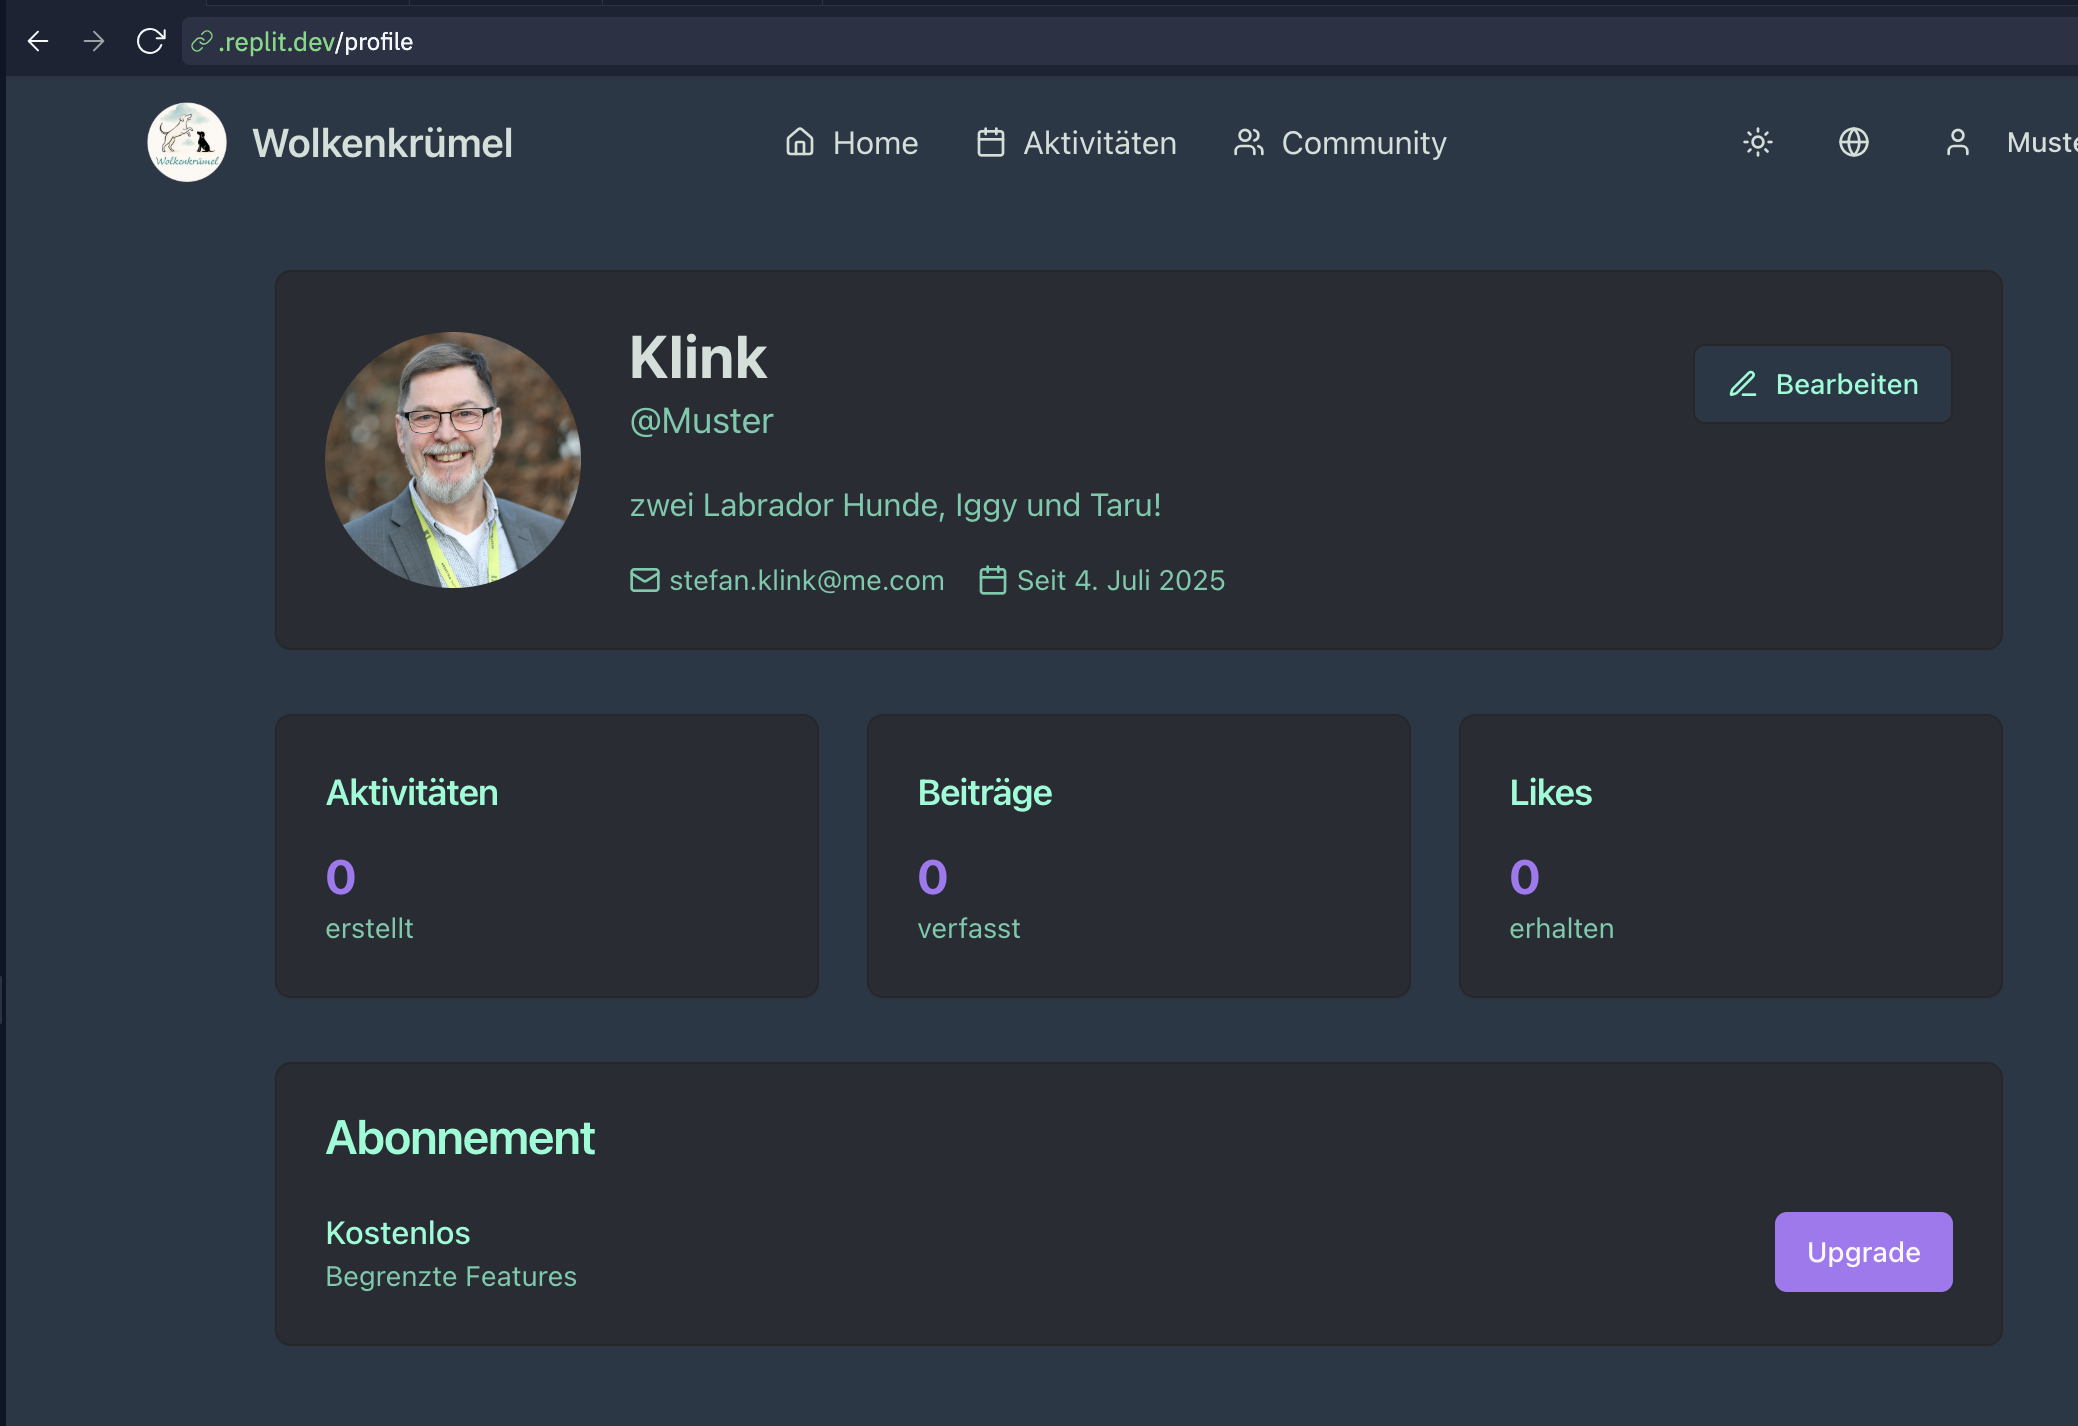 .replit.dev/profile
Wolkenkrümel
Wolkenkrümel
Home
Aktivitäten
Community
Klink
@Muster
Bearbeiten
zwei Labrador Hunde, Iggy und Taru!
stefan.klink@me.com
Seit 4. Juli 2025
Aktivitäten
0
erstellt
Beiträge
0
verfasst
Likes
0
erhalten
Abonnement
Kostenlos
Begrenzte Features
Upgrade